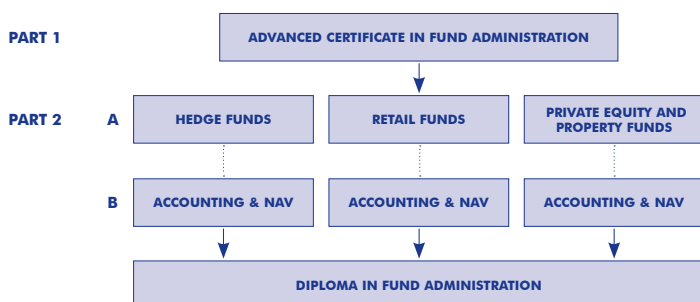 PART 1
ADVANCED CERTIFICATE IN FUND ADMINISTRATION
PART 2
A
HEDGE FUNDS
RETAIL FUNDS
PRIVATE EQUITY AND
PROPERTY FUNDS
B
ACCOUNTING & NAV
ACCOUNTING & NAV
ACCOUNTING & NAV
DIPLOMA IN FUND ADMINISTRATION